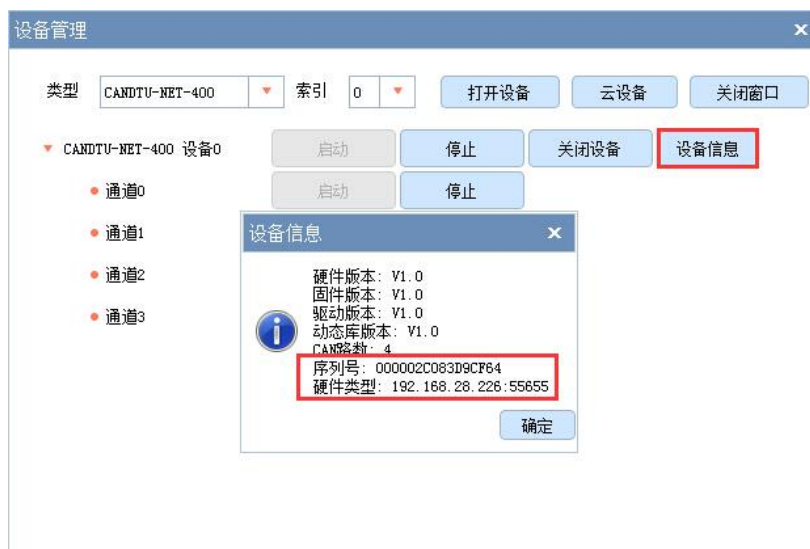 设备管理 ×
类型 CANDTU-NET-400 索引 0 打开设备 云设备 关闭窗口
CANDTU-NET-400 设备0 启动 停止 关闭设备 设备信息
通道0 启动 停止
通道1
通道2
通道3
设备信息 ×
硬件版本: V1.0
固件版本: V1.0
驱动版本: V1.0
动态库版本: V1.0
CAN路数: 4
序列号: 000002C083D9CF64
硬件类型: 192.168.28.226:55655
确定